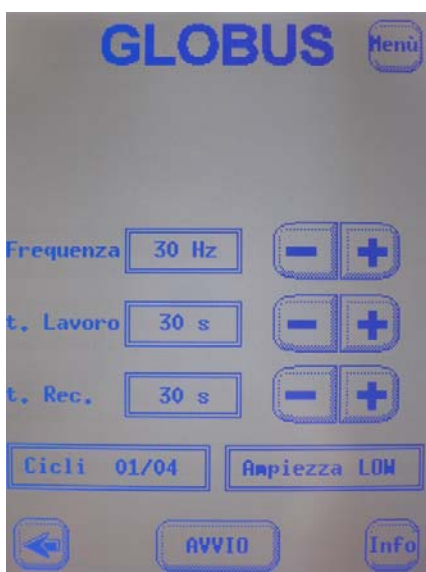 GLOBUS Menù
Frequenza 30 Hz
t. Lavoro 30 s
t. Rec. 30 s
Cicli 01/04 Ampiezza LOW
AVVIO Info